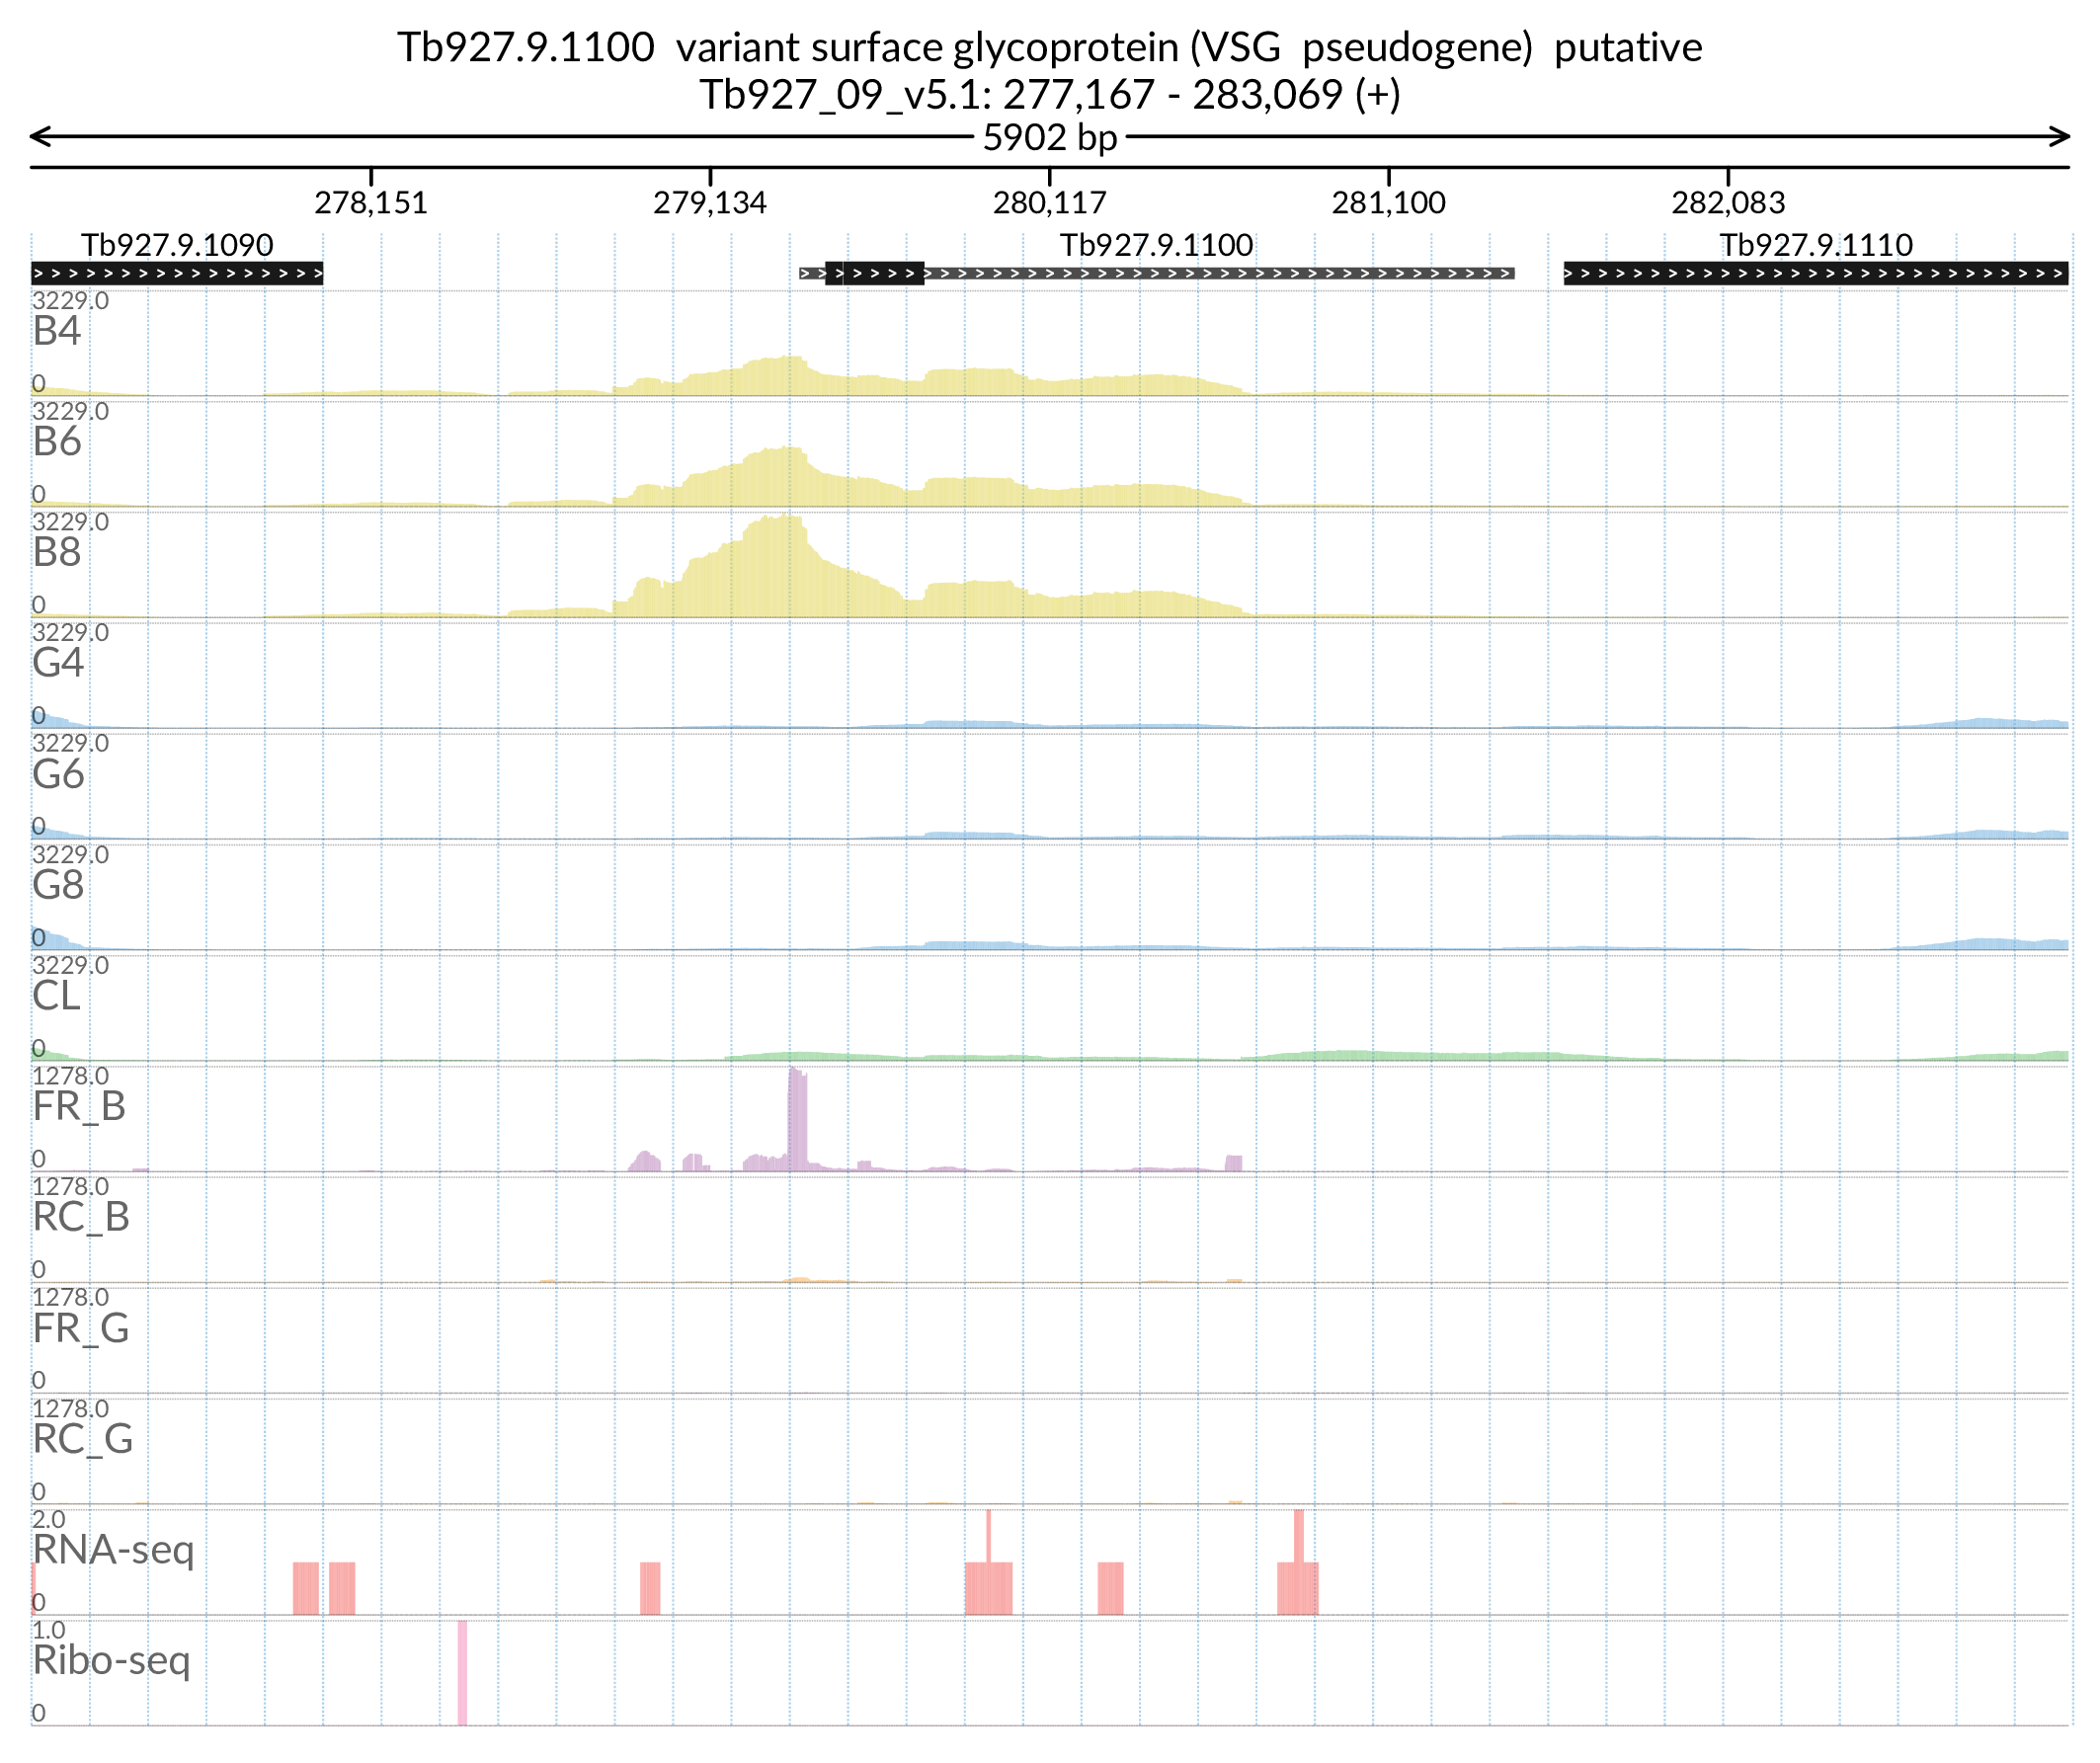 Tb927.9.1100 variant surface glycoprotein (VSG pseudogene) putative
Tb927_09_v5.1: 277,167 - 283,069 (+)
5902 bp
278,151 279,134 280,117 281,100 282,083
Tb927.9.1090 Tb927.9.1100 Tb927.9.1110
3229.0
B4
0
3229.0
B6
0
3229.0
B8
0
3229.0
G4
0
3229.0
G6
0
3229.0
G8
0
3229.0
CL
0
1278.0
FR_B
0
1278.0
RC_B
0
1278.0
FR_G
0
1278.0
RC_G
0
2.0
RNA-seq
0
1.0
Ribo-seq
0